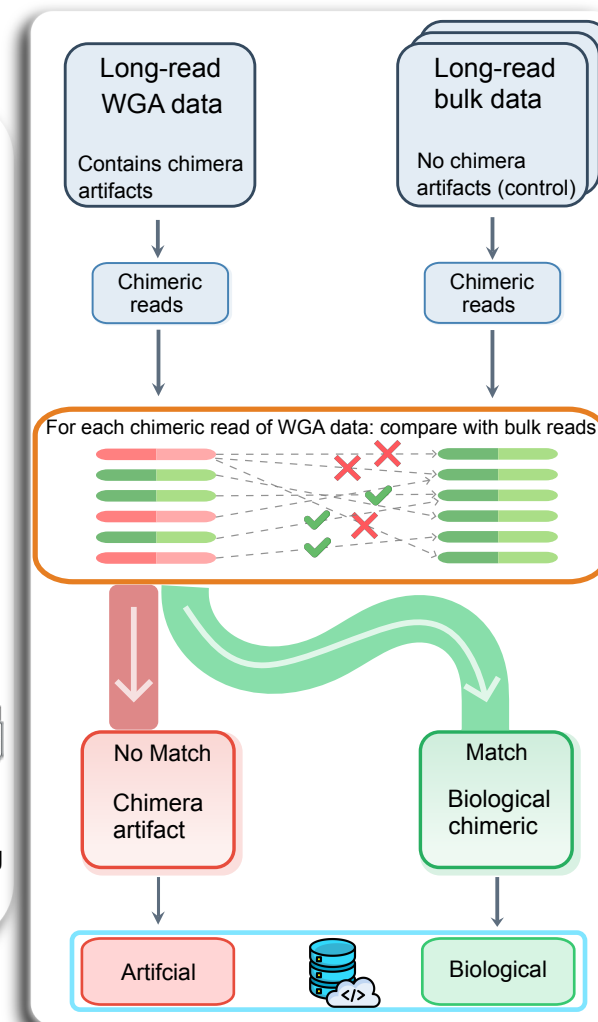 Long-read
WGA data
Contains chimera
artifacts
Long-read
bulk data
No chimera
artifacts (control)
Chimeric
reads
Chimeric
reads
For each chimeric read of WGA data: compare with bulk reads
No Match
Chimera
artifact
Match
Biological
chimeric
g
Artifcial
</>
Biological